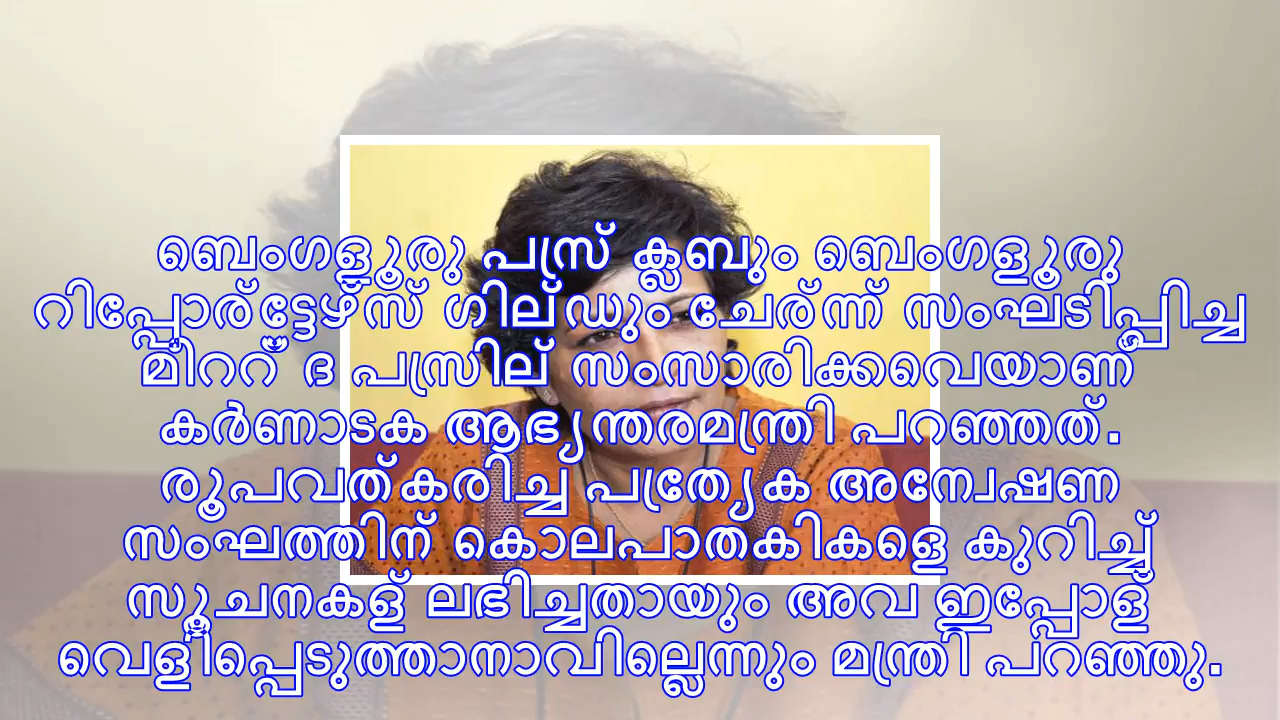 ബെംഗളൂരു പ്രസ് ക്ലബും ബെംഗളൂരു
റിപ്പോര്ട്ടേഴ്സ് ഗില്ഡും ചേര്ന്ന് സംഘടിപ്പിച്ച
മീററ് ദ പ്രസില് സംസാരിക്കവെയാണ്
കർണാടക ആഭ്യന്തരമന്ത്രി പറഞ്ഞത്.
രൂപവത്കരിച്ച പ്രത്യേക അന്വേഷണ
സംഘത്തിന് കൊലപാതകികളെ കുറിച്ച്
സൂചനകള് ലഭിച്ചതായും അവ ഇപ്പോള്
വെളിപ്പെടുത്താനാവില്ലെന്നും മന്ത്രി പറഞ്ഞു.